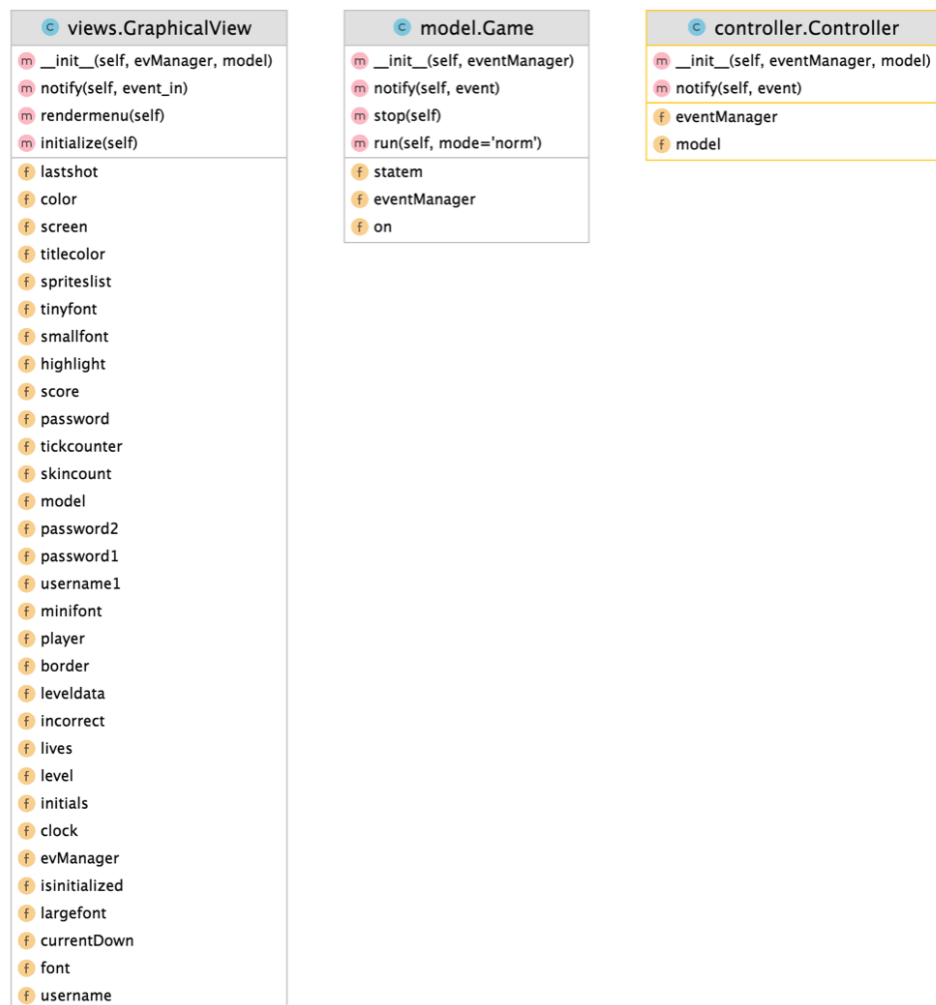 views.GraphicalView
__init__(self, evManager, model)
notify(self, event_in)
rendermenu(self)
initialize(self)
lastshot
color
screen
titlecolor
spriteslist
tinyfont
smallfont
highlight
score
password
tickcounter
skincount
model
password2
password1
username1
minifont
player
border
leveldata
incorrect
lives
level
initials
clock
evManager
isinitialized
largefont
currentDown
font
username
model.Game
__init__(self, eventManager)
notify(self, event)
stop(self)
run(self, mode='norm')
statem
eventManager
on
controller.Controller
__init__(self, eventManager, model)
notify(self, event)
eventManager
model